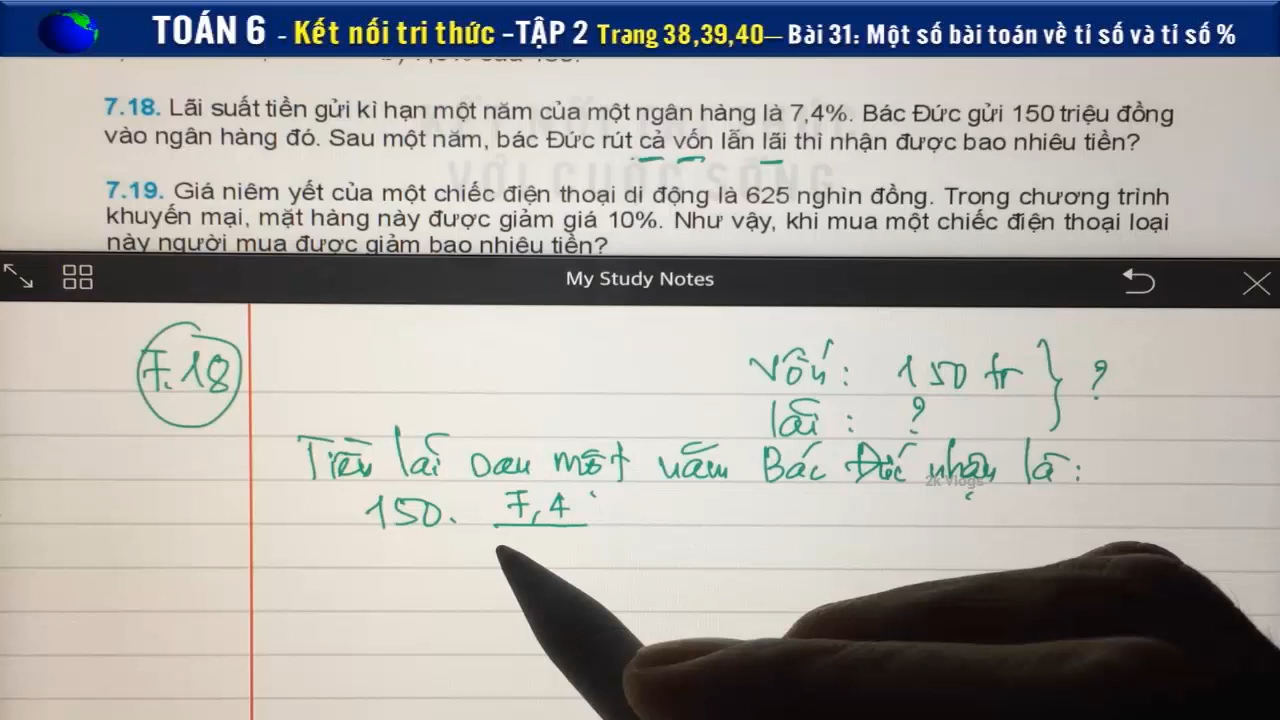 TOÁN 6 - Kết nối tri thức -TẬP 2 Trang 38,39,40— Bài 31: Một số bài toán về tỉ số và tỉ số %
7.18. Lãi suất tiền gửi kì hạn một năm của một ngân hàng là 7,4%. Bác Đức gửi 150 triệu đồng
vào ngân hàng đó. Sau một năm, bác Đức rút cả vốn lẫn lãi thì nhận được bao nhiêu tiền?
VỚI CUỘC SỐNG
7.19. Giá niêm yết của một chiếc điện thoại di động là 625 nghìn đồng. Trong chương trình
khuyến mại, mặt hàng này được giảm giá 10%. Như vậy, khi mua một chiếc điện thoại loại
này người mua được giảm bao nhiêu tiền?
My Study Notes
7.18
Vốn: 150 tr } ?
lãi : ?
Tiền lãi sau một năm Bác Đức nhận là:
2k Vlogs
150. 7,4